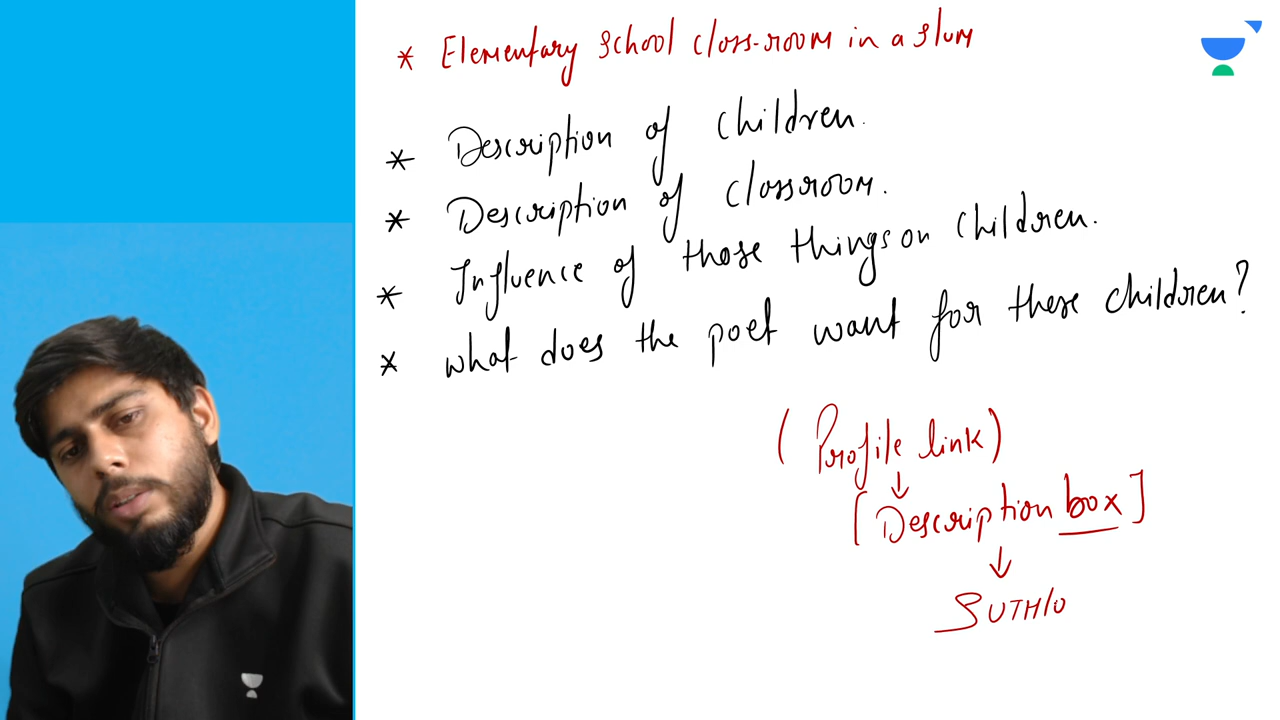 * Elementary School class-room in a slum
* Description of children.
* Description of classroom.
* Influence of those things on children.
* what does the poet want for these children?
(Profile link)
↓
[Description box]
↓
SUTH10